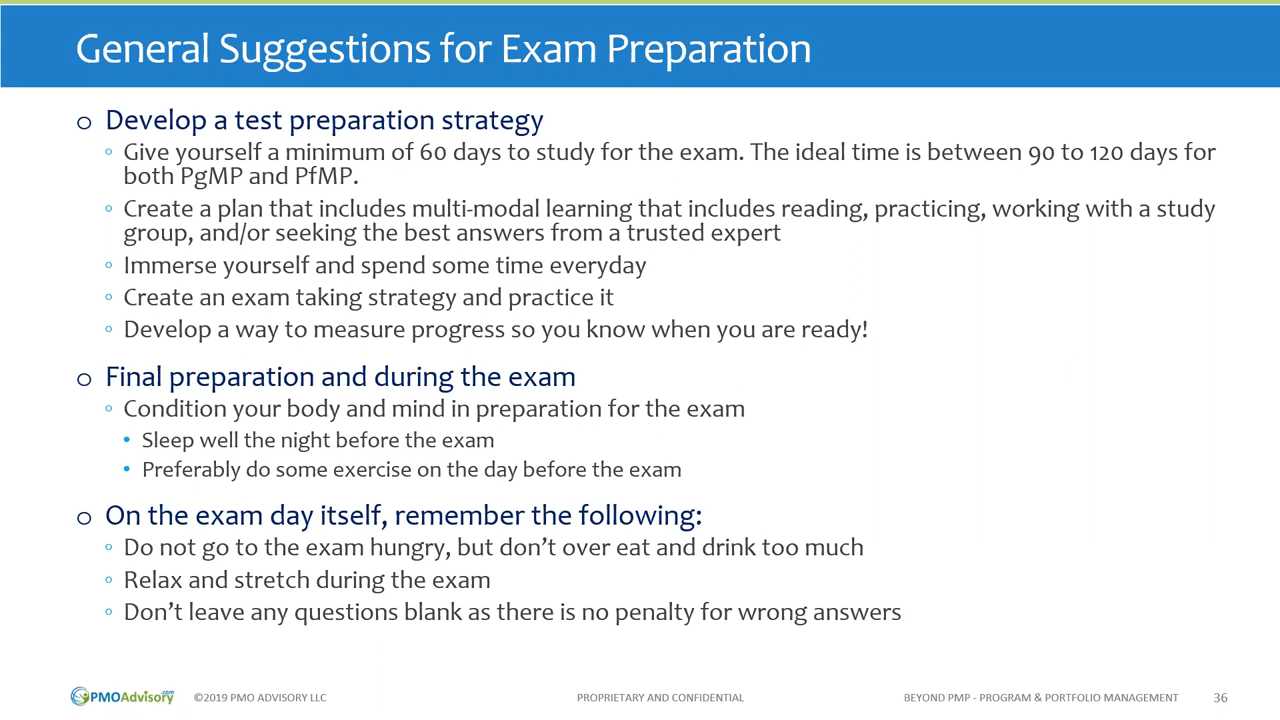 General Suggestions for Exam Preparation
o Develop a test preparation strategy
◦ Give yourself a minimum of 60 days to study for the exam. The ideal time is between 90 to 120 days for
both PgMP and PfMP.
◦ Create a plan that includes multi-modal learning that includes reading, practicing, working with a study
group, and/or seeking the best answers from a trusted expert
◦ Immerse yourself and spend some time everyday
◦ Create an exam taking strategy and practice it
◦ Develop a way to measure progress so you know when you are ready!
o Final preparation and during the exam
◦ Condition your body and mind in preparation for the exam
• Sleep well the night before the exam
• Preferably do some exercise on the day before the exam
o On the exam day itself, remember the following:
◦ Do not go to the exam hungry, but don’t over eat and drink too much
◦ Relax and stretch during the exam
◦ Don’t leave any questions blank as there is no penalty for wrong answers
PMOAdvisory.com ©2019 PMO ADVISORY LLC PROPRIETARY AND CONFIDENTIAL BEYOND PMP - PROGRAM & PORTFOLIO MANAGEMENT 36